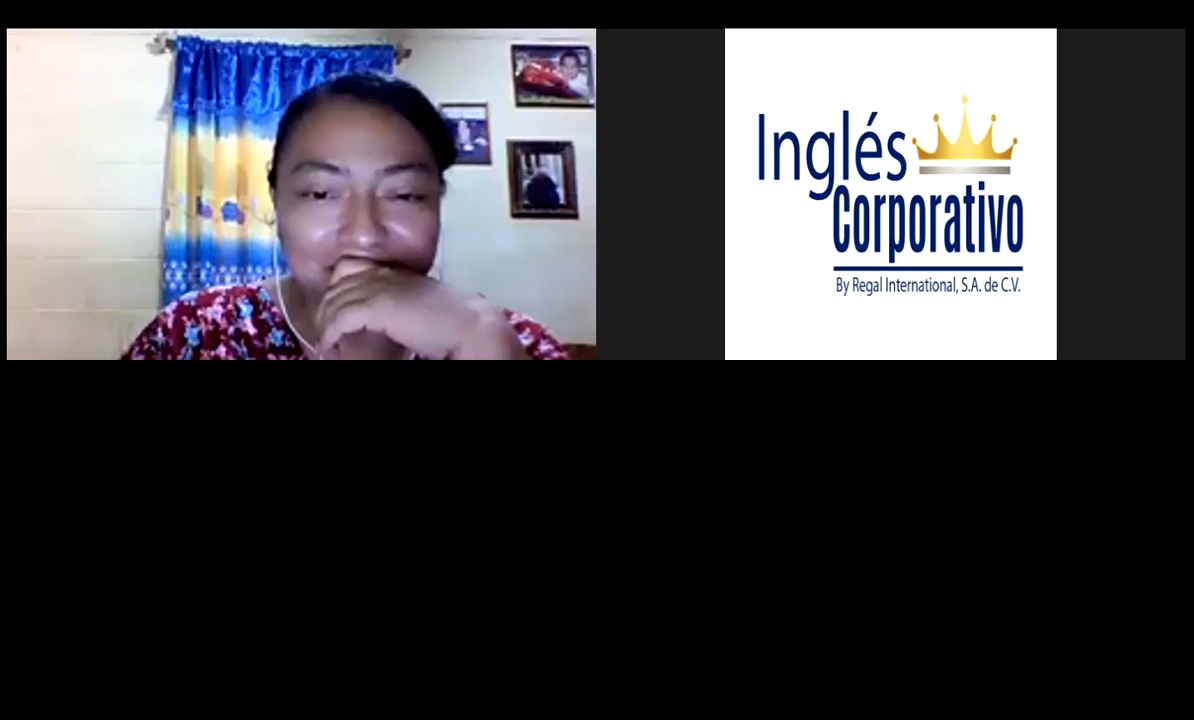 Inglés
Corporativo
By Regal International, S.A. de C.V.